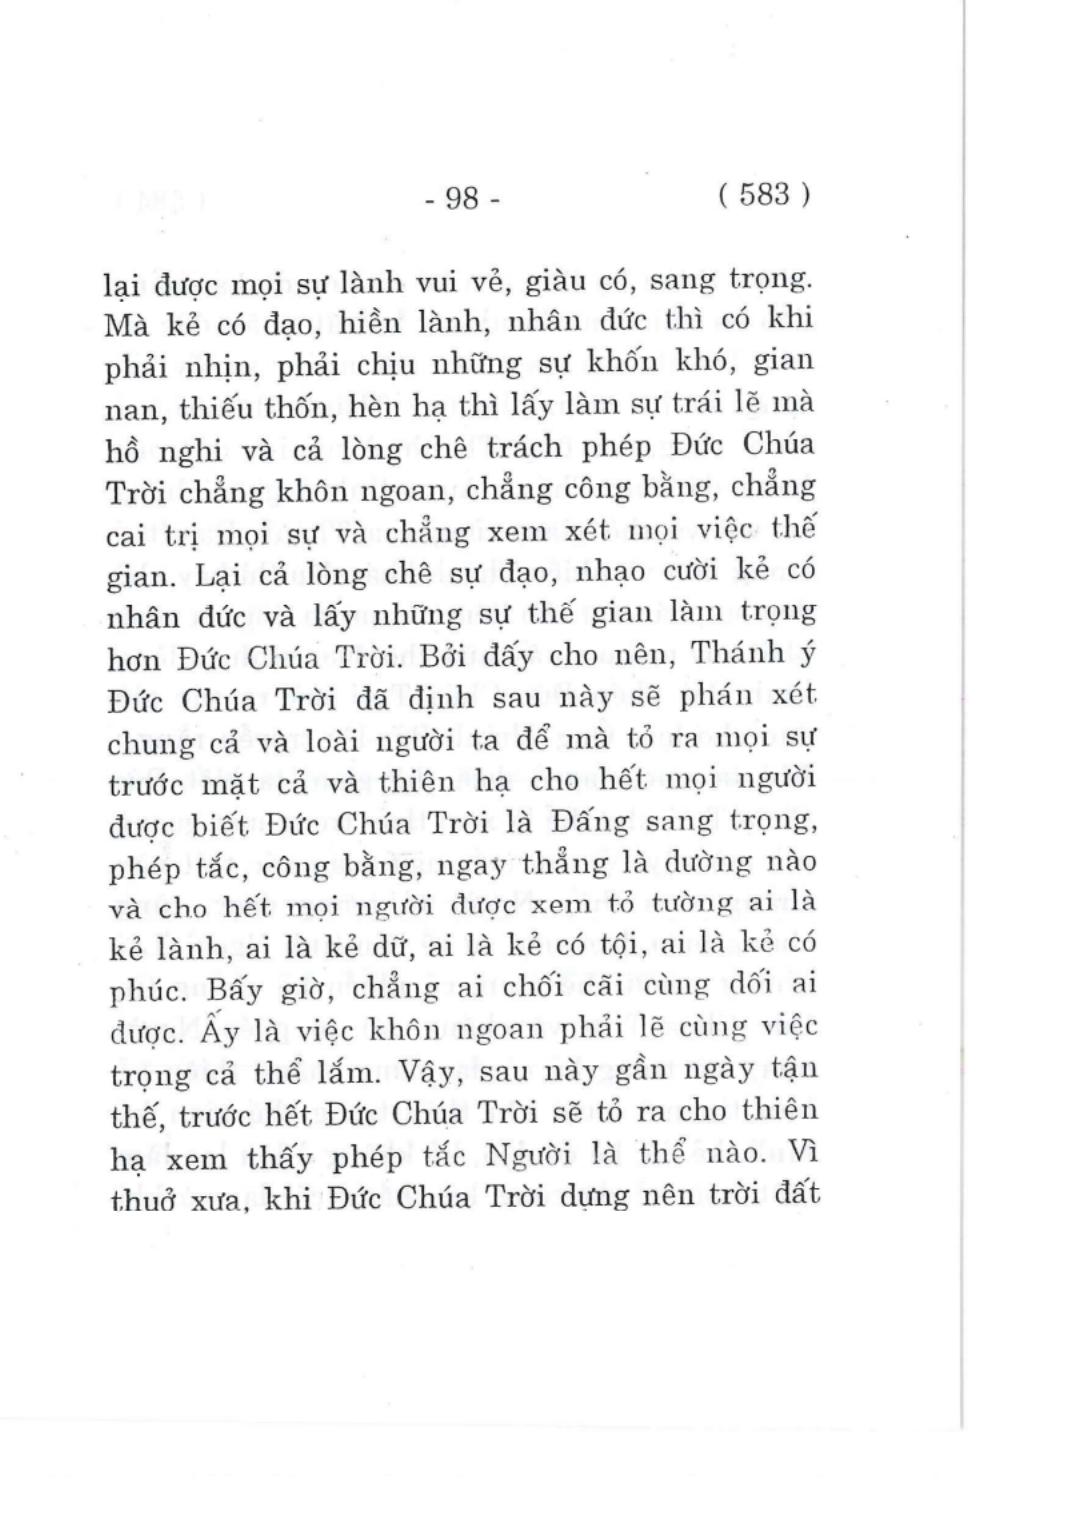 - 98 - ( 583 )
lại được mọi sự lành vui vẻ, giàu có, sang trọng.
Mà kẻ có đạo, hiền lành, nhân đức thì có khi
phải nhịn, phải chịu những sự khốn khó, gian
nan, thiếu thốn, hèn hạ thì lấy làm sự trái lẽ mà
hồ nghi và cả lòng chê trách phép Đức Chúa
Trời chẳng khôn ngoan, chẳng công bằng, chẳng
cai trị mọi sự và chẳng xem xét mọi việc thế
gian. Lại cả lòng chê sự đạo, nhạo cười kẻ có
nhân đức và lấy những sự thế gian làm trọng
hơn Đức Chúa Trời. Bởi đấy cho nên, Thánh ý
Đức Chúa Trời đã định sau này sẽ phán xét
chung cả và loài người ta để mà tỏ ra mọi sự
trước mặt cả và thiên hạ cho hết mọi người
được biết Đức Chúa Trời là Đấng sang trọng,
phép tắc, công bằng, ngay thẳng là dường nào
và cho hết mọi người được xem tỏ tường ai là
kẻ lành, ai là kẻ dữ, ai là kẻ có tội, ai là kẻ có
phúc. Bấy giờ, chẳng ai chối cãi cùng dối ai
được. Ấy là việc khôn ngoan phải lẽ cùng việc
trọng cả thể lắm. Vậy, sau này gần ngày tận
thế, trước hết Đức Chúa Trời sẽ tỏ ra cho thiên
hạ xem thấy phép tắc Người là thể nào. Vì
thuở xưa, khi Đức Chúa Trời dựng nên trời đất